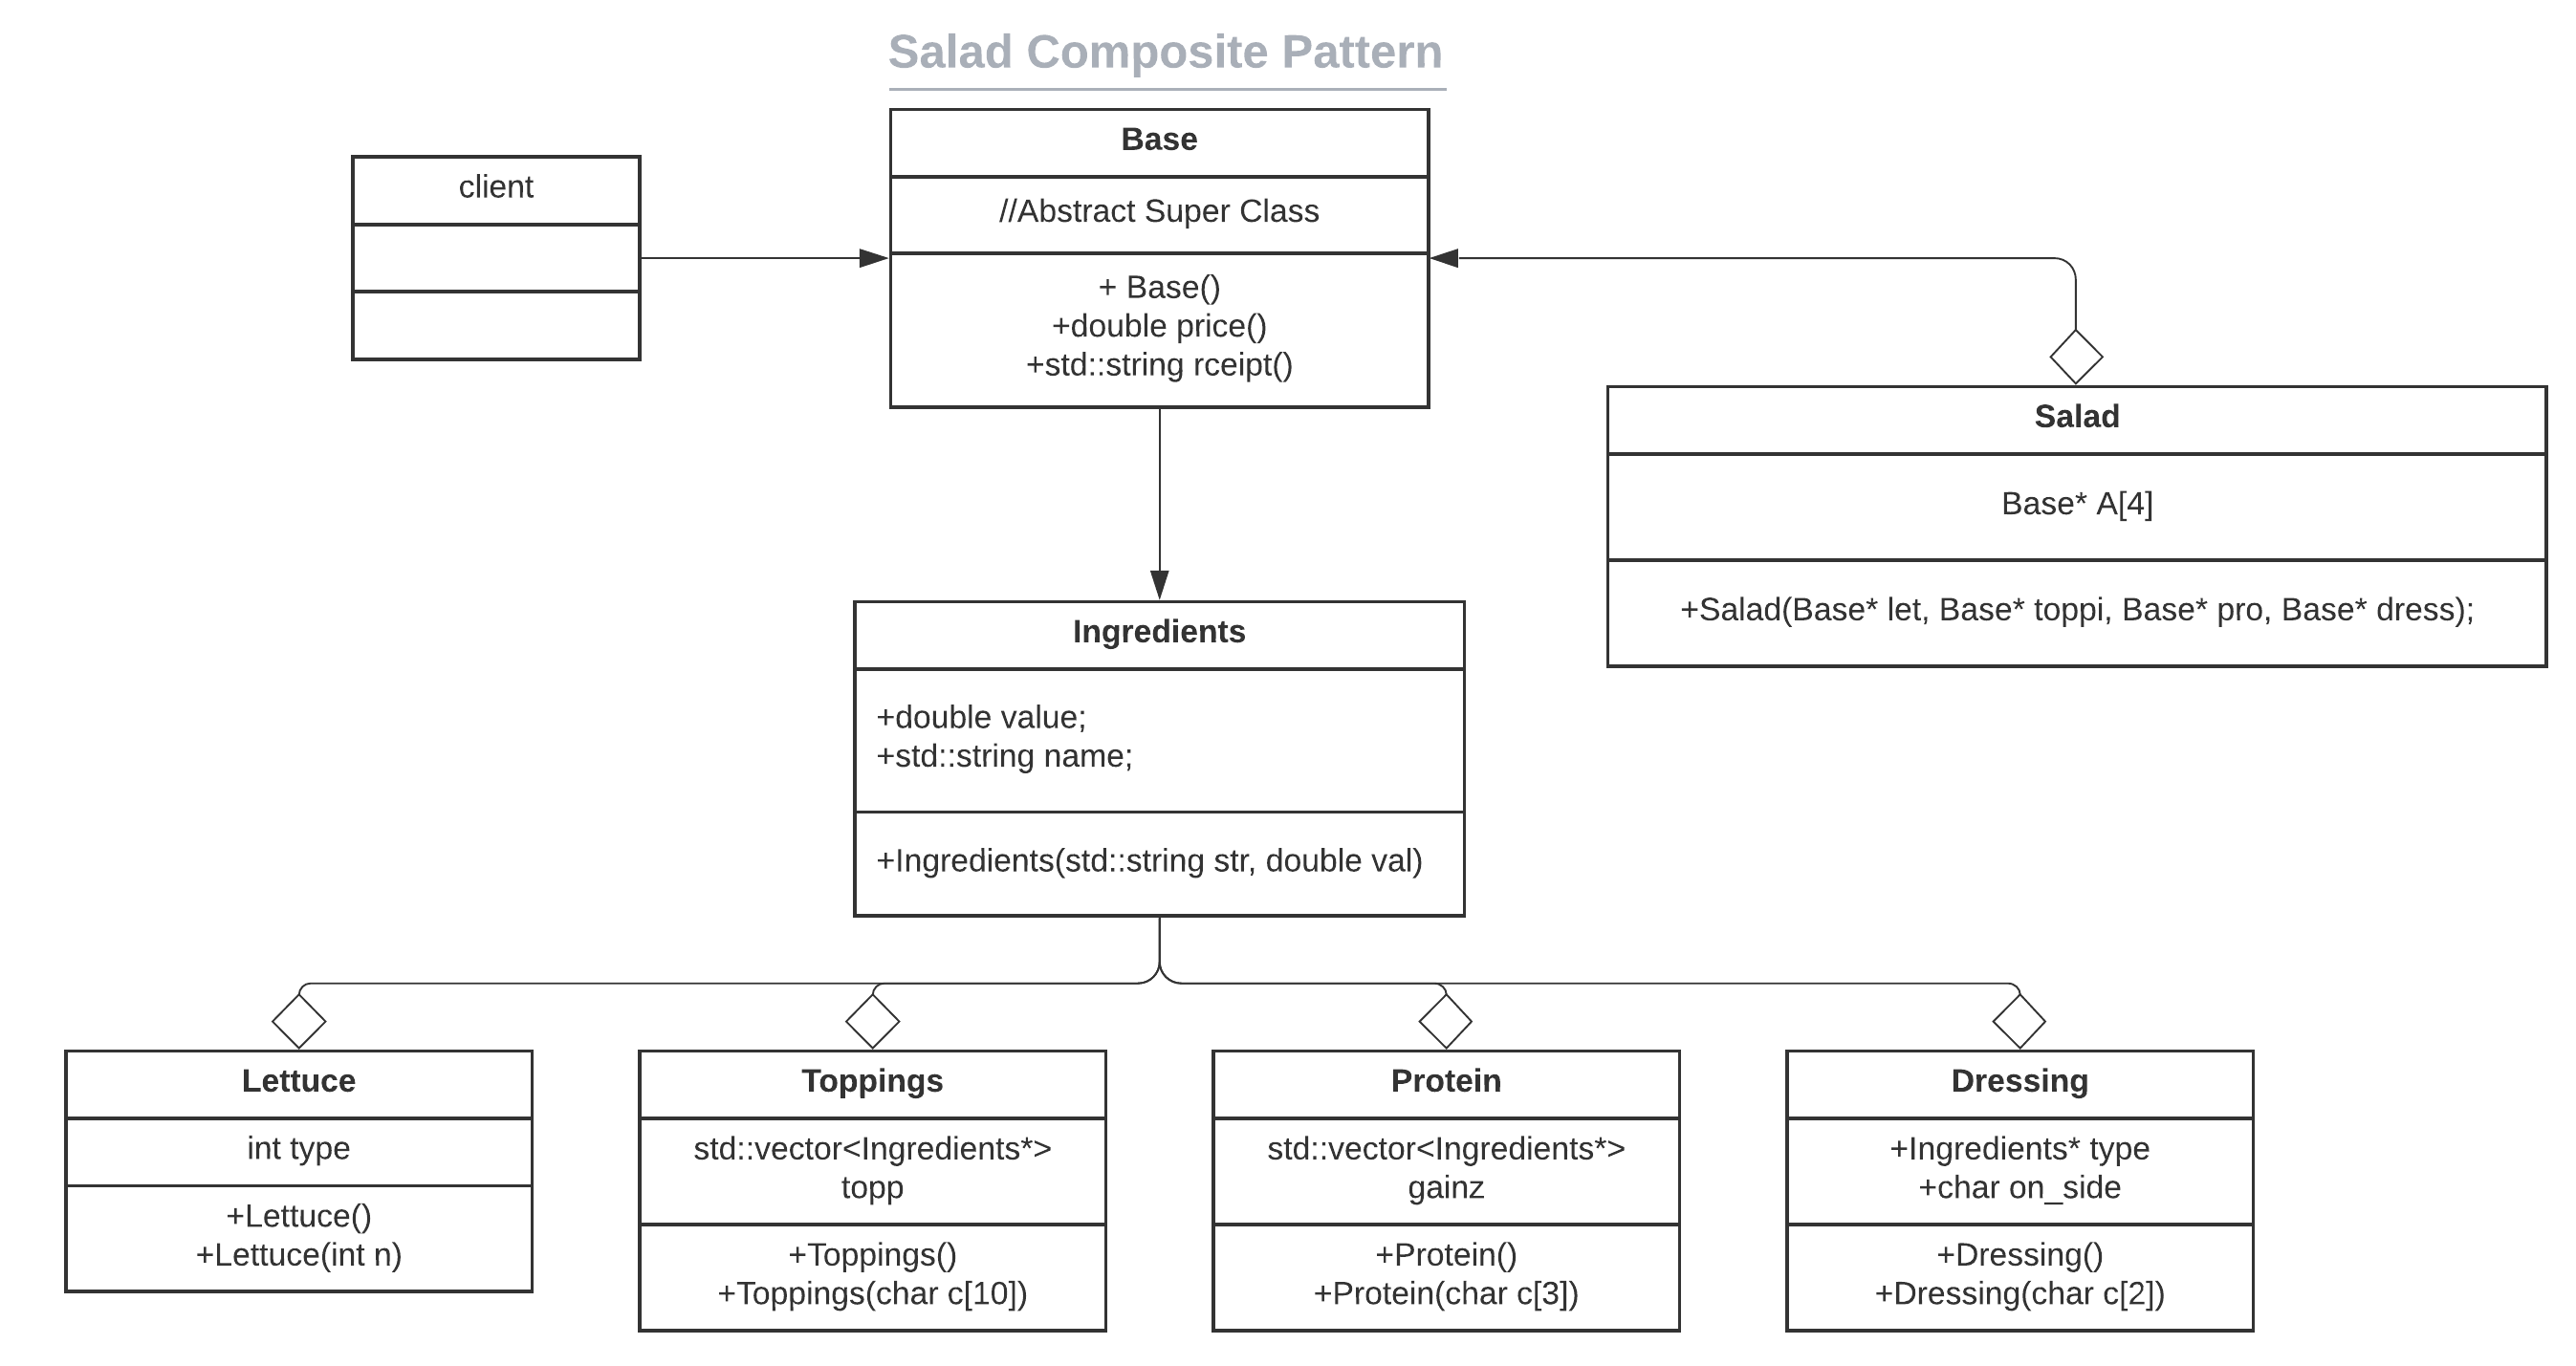 Salad Composite Pattern
client
Base
//Abstract Super Class
+ Base()
+double price()
+std::string rceipt()
Salad
Base* A[4]
+Salad(Base* let, Base* toppi, Base* pro, Base* dress);
Ingredients
+double value;
+std::string name;
+Ingredients(std::string str, double val)
Lettuce
int type
+Lettuce()
+Lettuce(int n)
Toppings
std::vector<Ingredients*>
topp
+Toppings()
+Toppings(char c[10])
Protein
std::vector<Ingredients*>
gainz
+Protein()
+Protein(char c[3])
Dressing
+Ingredients* type
+char on_side
+Dressing()
+Dressing(char c[2])